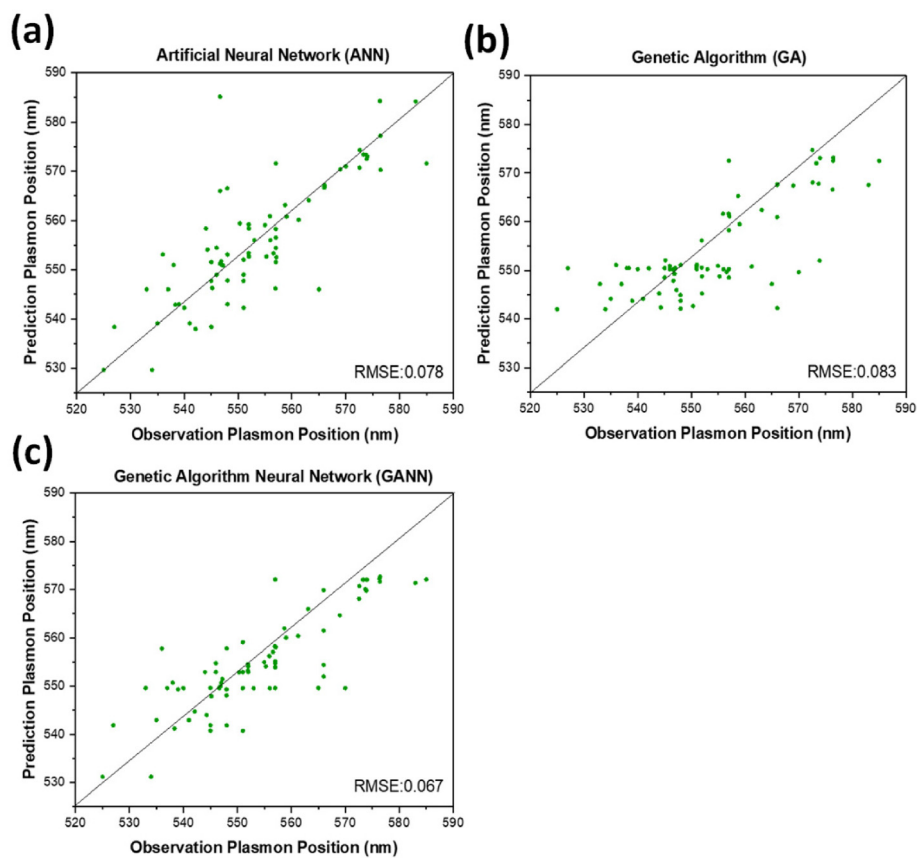 (a)
Artificial Neural Network (ANN)
590
580
570
560
550
540
530
Prediction Plasmon Position (nm)
RMSE:0.078
520 530 540 550 560 570 580 590
Observation Plasmon Position (nm)
(b)
Genetic Algorithm (GA)
590
580
570
560
550
540
530
Prediction Plasmon Position (nm)
RMSE:0.083
520 530 540 550 560 570 580 590
Observation Plasmon Position (nm)
(c)
Genetic Algorithm Neural Network (GANN)
590
580
570
560
550
540
530
Prediction Plasmon Position (nm)
RMSE:0.067
520 530 540 550 560 570 580 590
Observation Plasmon Position (nm)